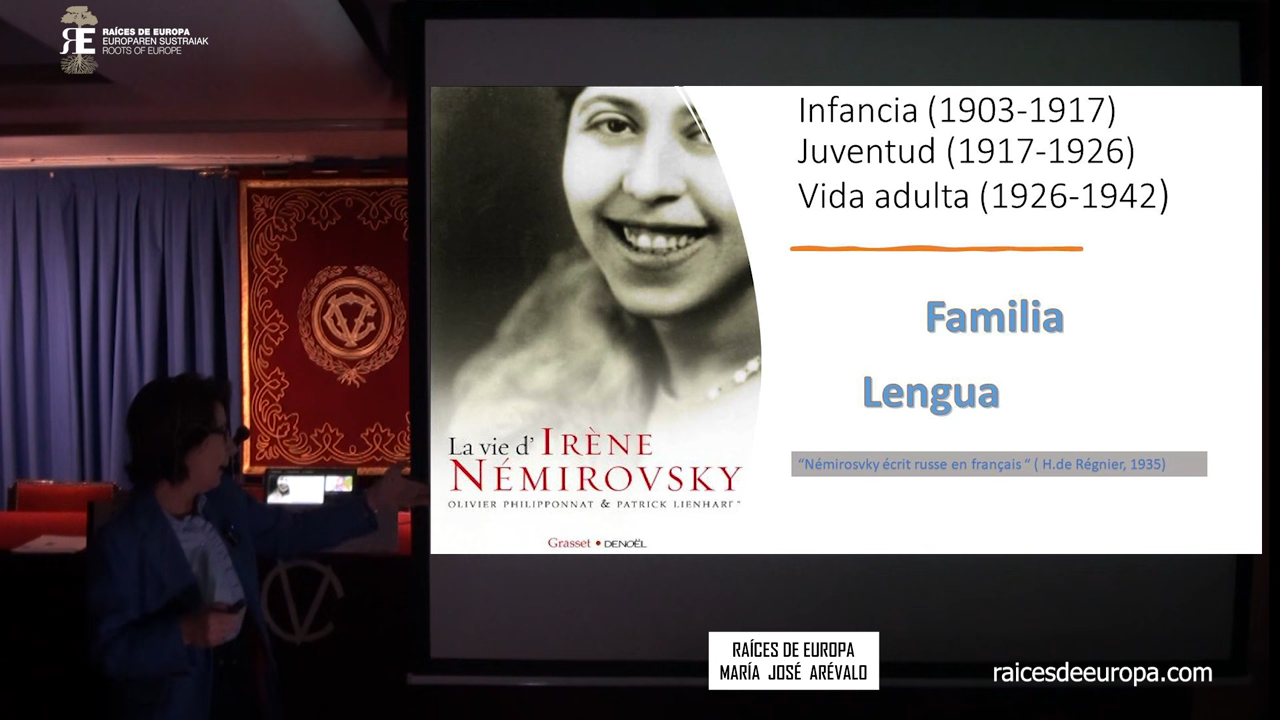 RAÍCES DE EUROPA
EUROPAREN SUSTRAIAK
ROOTS OF EUROPE
Infancia (1903-1917)
Juventud (1917-1926)
Vida adulta (1926-1942)
Familia
Lengua
“Némirosvky écrit russe en français “ ( H.de Régnier, 1935)
La vie d' IRÈNE
NÉMIROVSKY
OLIVIER PHILIPPONNAT & PATRICK LIENHARDT
Grasset • DENOËL
RAÍCES DE EUROPA
MARÍA JOSÉ ARÉVALO
raicesdeeuropa.com